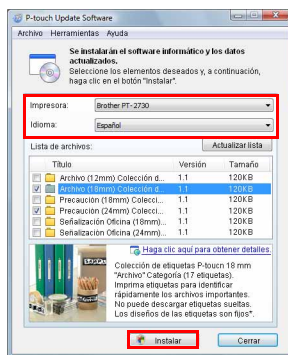 P-touch Update Software
Archivo Herramientas Ayuda
Se instalarán el software informático y los datos
actualizados.
Seleccione los elementos deseados y, a continuación,
haga clic en el botón "Instalar".
Impresora: Brother PT-2730
Idioma: Español
Lista de archivos: Actualizar lista
Título Versión Tamaño
Archivo (12mm) Colección d... 1.1 120KB
Archivo (18mm) Colección d... 1.1 120KB
Precaución (18mm) Colecci... 1.1 120KB
Precaución (24mm) Colecci... 1.1 120KB
Señalización Oficina (18mm)... 1.1 120KB
Señalización Oficina (24mm)... 1.1 120KB
Haga clic aquí para obtener detalles.
Colección de etiquetas P-toucn 18 mm
"Archivo" Categoría (17 etiquetas).
Imprima etiquetas para identificar
rápidamente los archivos importantes.
No puede descargar etiquetas sueltas.
Los diseños de las etiquetas son fijos*.
Instalar Cerrar